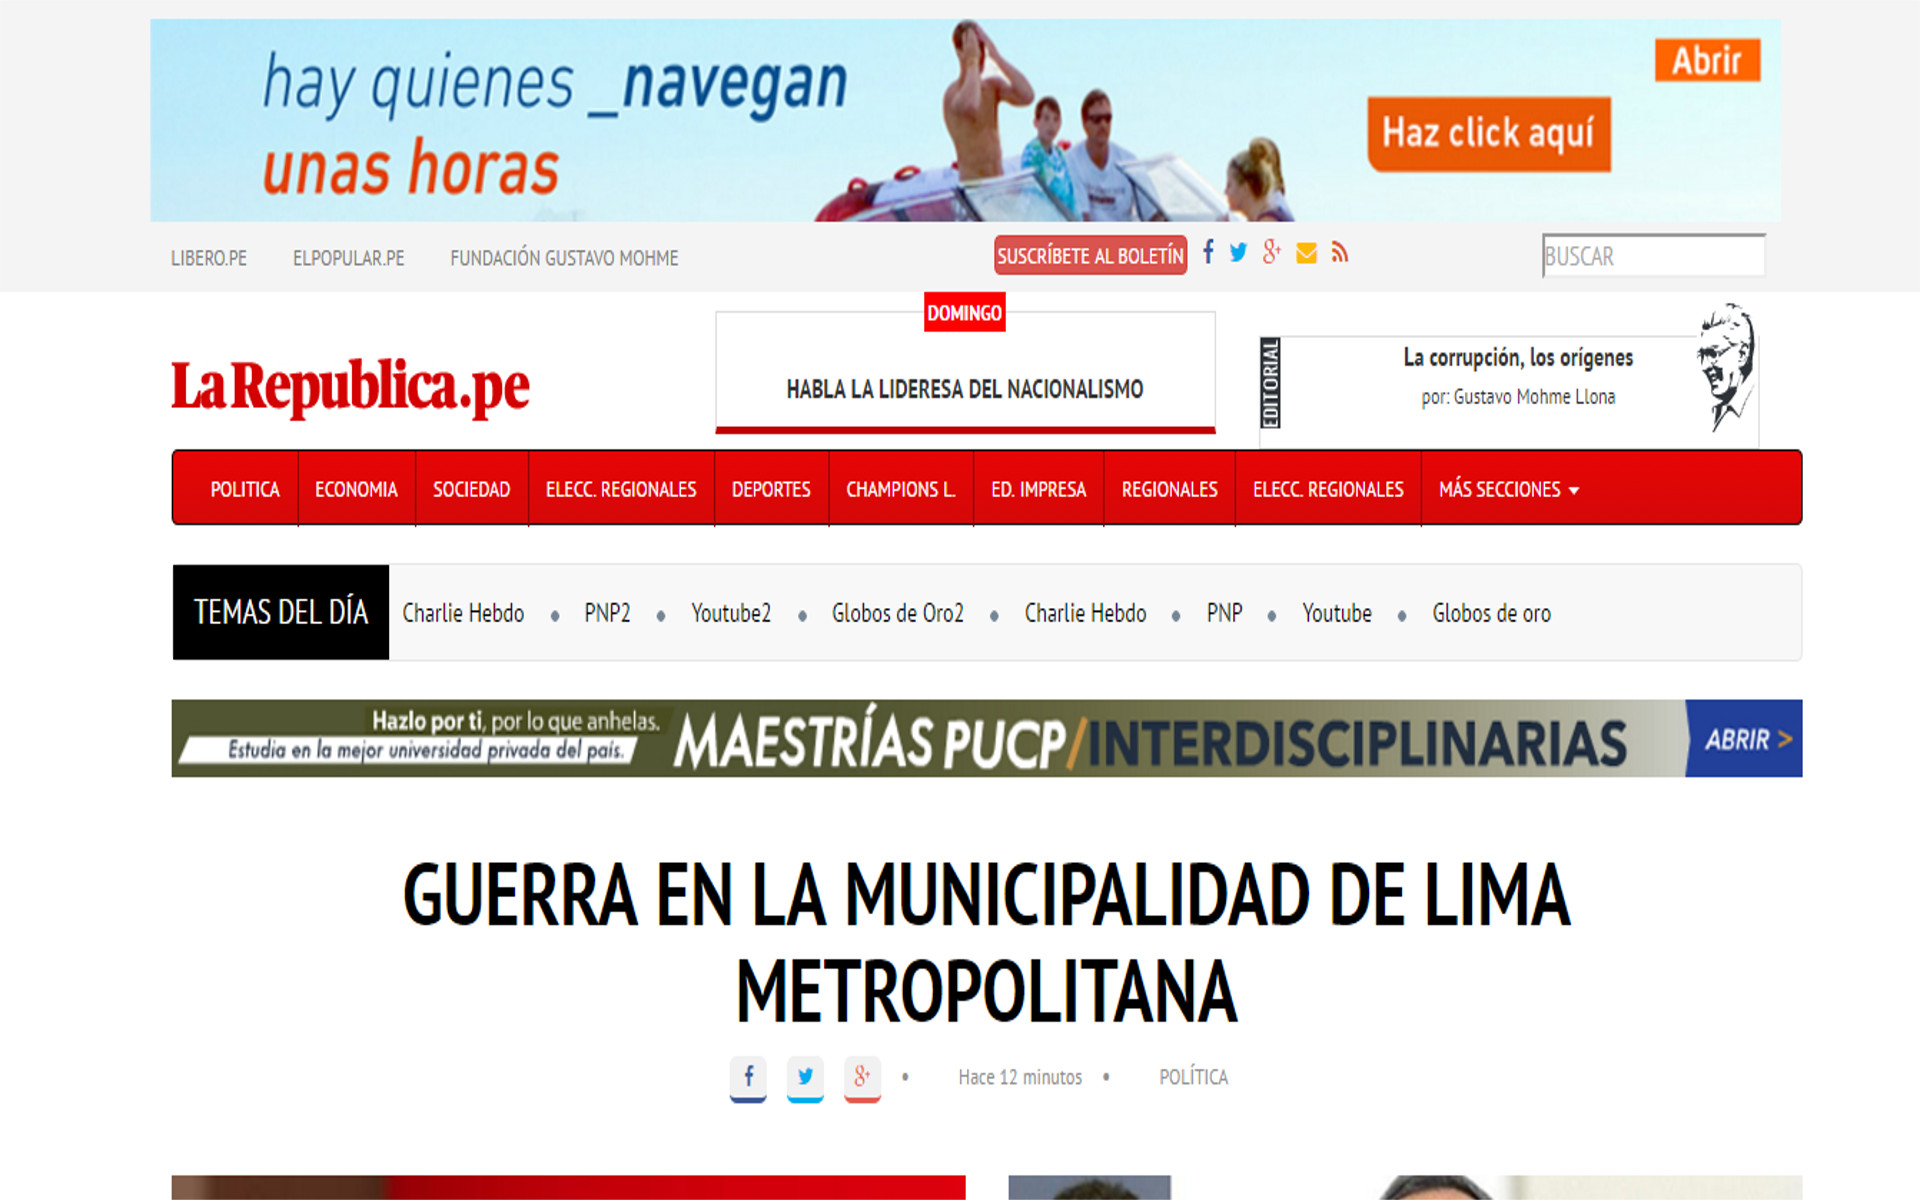 hay quienes _navegan
unas horas
Abrir
Haz click aquí
LIBERO.PE ELPOPULAR.PE FUNDACIÓN GUSTAVO MOHME SUSCRÍBETE AL BOLETÍN BUSCAR
LaRepublica.pe
DOMINGO
HABLA LA LIDERESA DEL NACIONALISMO
EDITORIAL
La corrupción, los orígenes
por: Gustavo Mohme Llona
POLITICA ECONOMIA SOCIEDAD ELECC. REGIONALES DEPORTES CHAMPIONS L. ED. IMPRESA REGIONALES ELECC. REGIONALES MÁS SECCIONES
TEMAS DEL DÍA Charlie Hebdo • PNP2 • Youtube2 • Globos de Oro2 • Charlie Hebdo • PNP • Youtube • Globos de oro
Hazlo por ti, por lo que anhelas.
Estudia en la mejor universidad privada del país.
MAESTRÍAS PUCP/INTERDISCIPLINARIAS
ABRIR >
GUERRA EN LA MUNICIPALIDAD DE LIMA
METROPOLITANA
• Hace 12 minutos • POLÍTICA